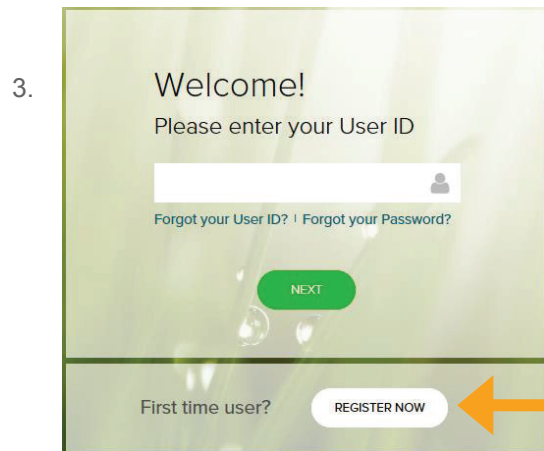 3.
Welcome!
Please enter your User ID
Forgot your User ID? | Forgot your Password?
NEXT
First time user?
REGISTER NOW